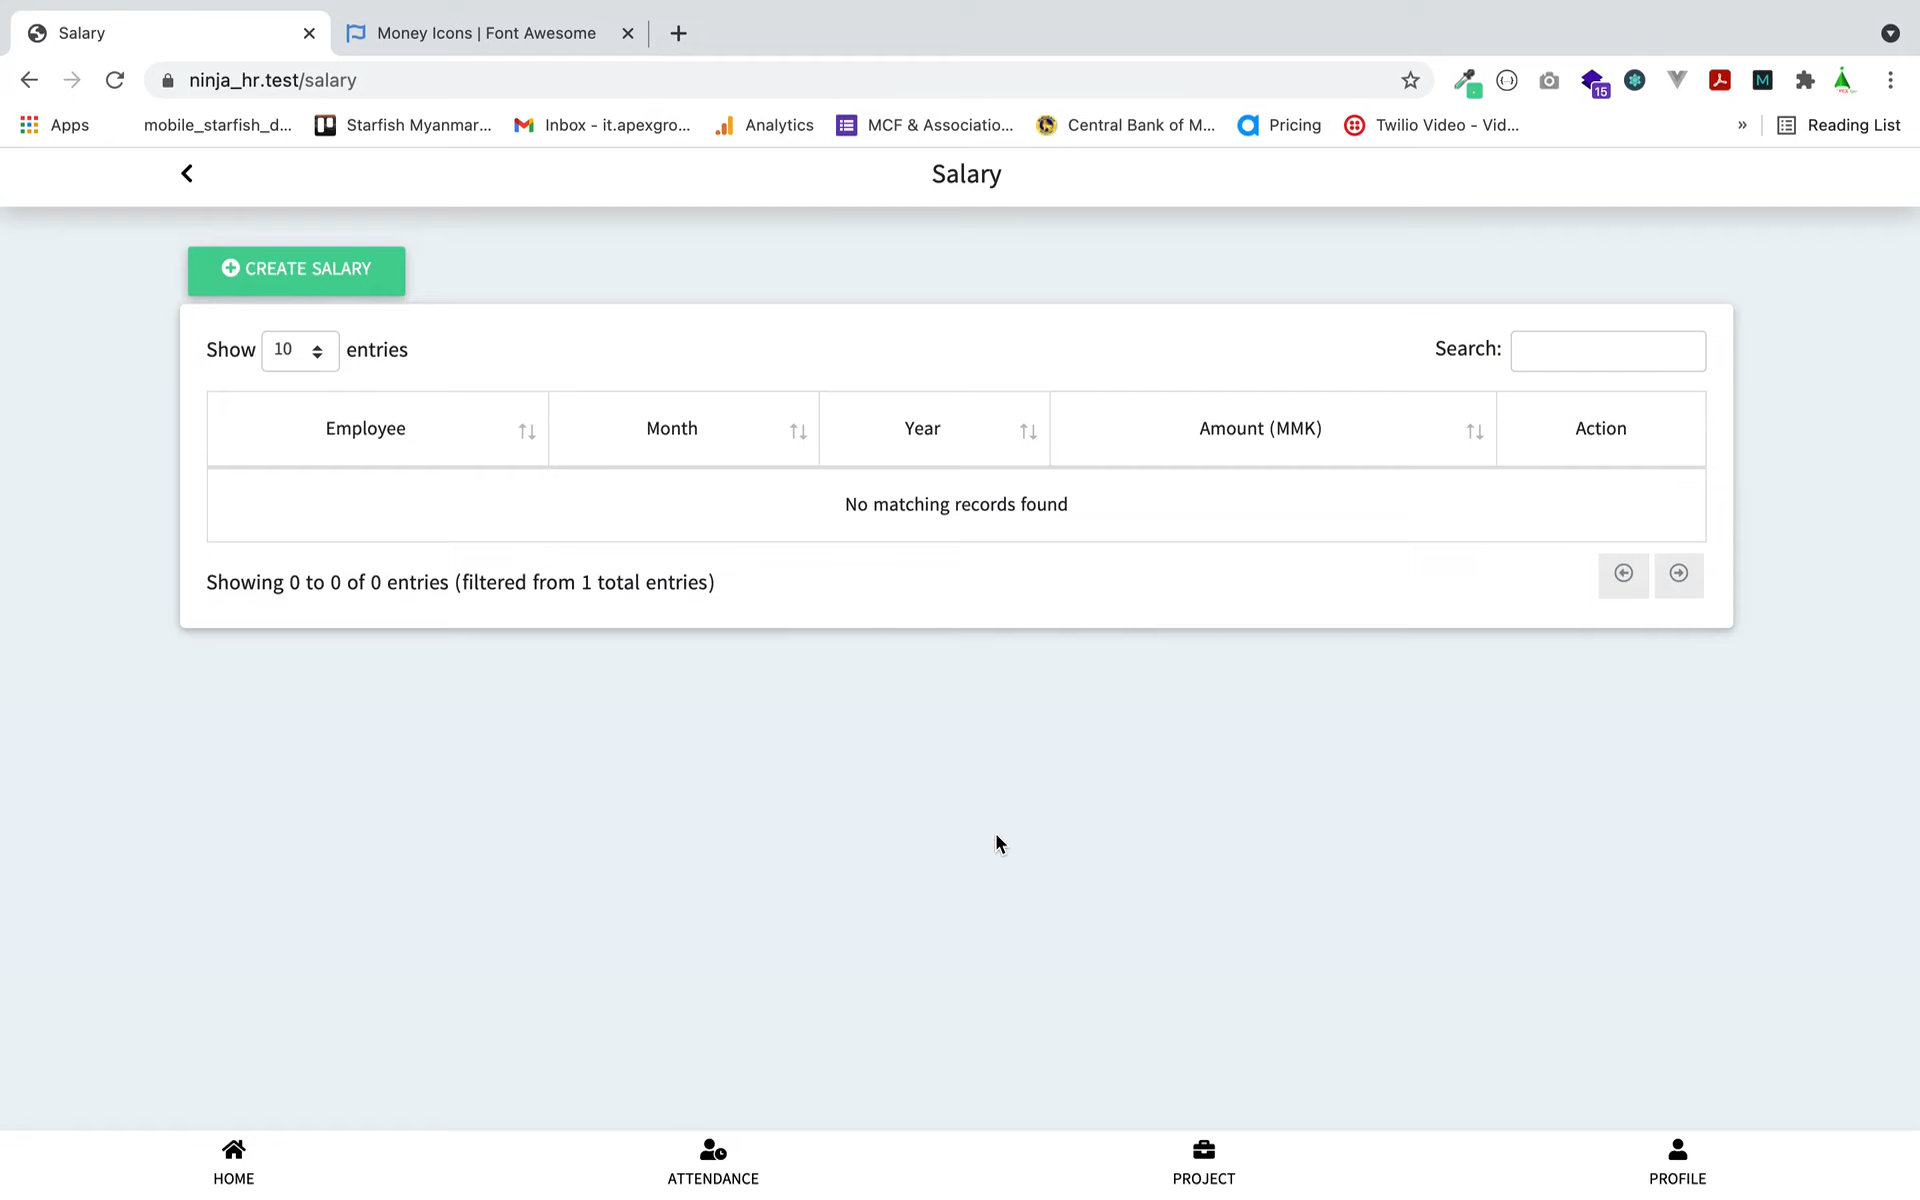 Salary
Money Icons | Font Awesome
ninja_hr.test/salary
15
M
Apps
mobile_starfish_d...
Starfish Myanmar...
Inbox - it.apexgro...
Analytics
MCF & Associatio...
Central Bank of M...
Pricing
Twilio Video - Vid...
»
Reading List
Salary
CREATE SALARY
Show 10 entries
Search:
Employee
Month
Year
Amount (MMK)
Action
No matching records found
Showing 0 to 0 of 0 entries (filtered from 1 total entries)
HOME
ATTENDANCE
PROJECT
PROFILE